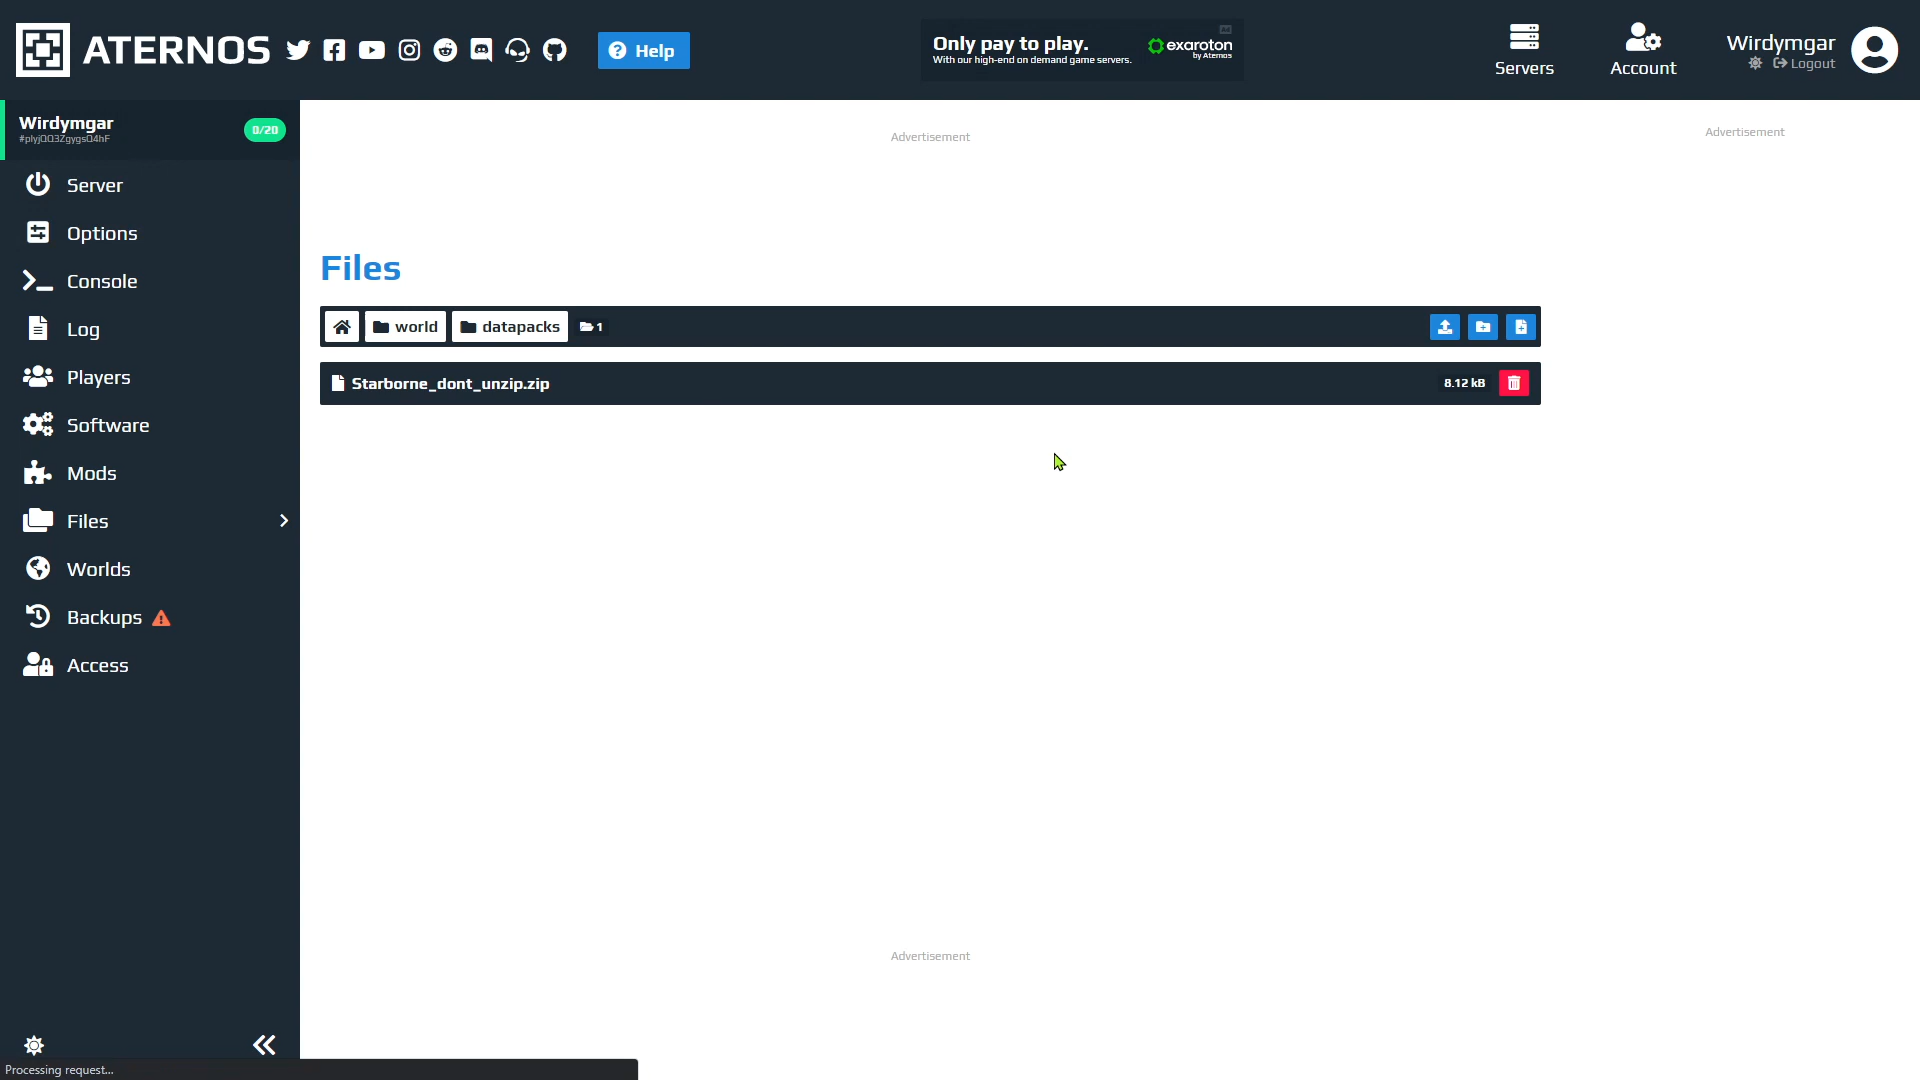 ATERNOS
Help
Only pay to play.
With our high-end on demand game servers.
Ad
exaroton
by Aternos
Servers
Account
Wirdymgar
Logout
Wirdymgar
0/20
Server
Options
Console
Log
Players
Software
Mods
Files
Worlds
Backups
Access
Advertisement
Advertisement
Files
world
datapacks
1
Starborne_dont_unzip.zip
8.12 kB
Advertisement
Processing request...